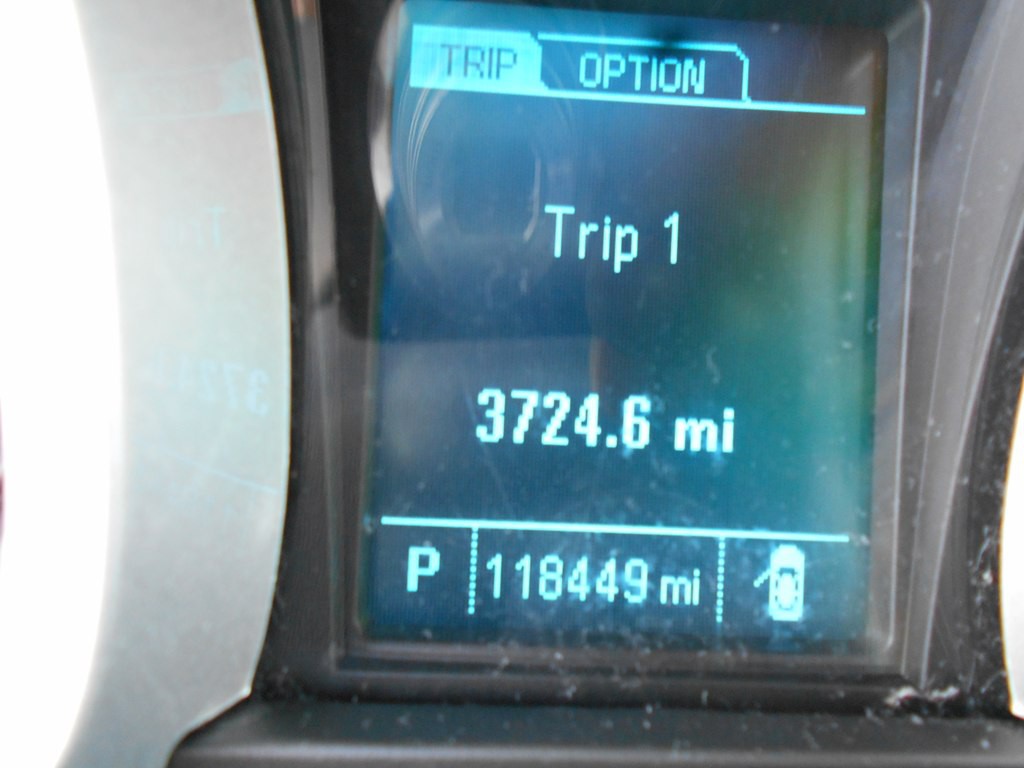 TRIP OPTION
Trip 1
3724.6 mi
P 118449 mi